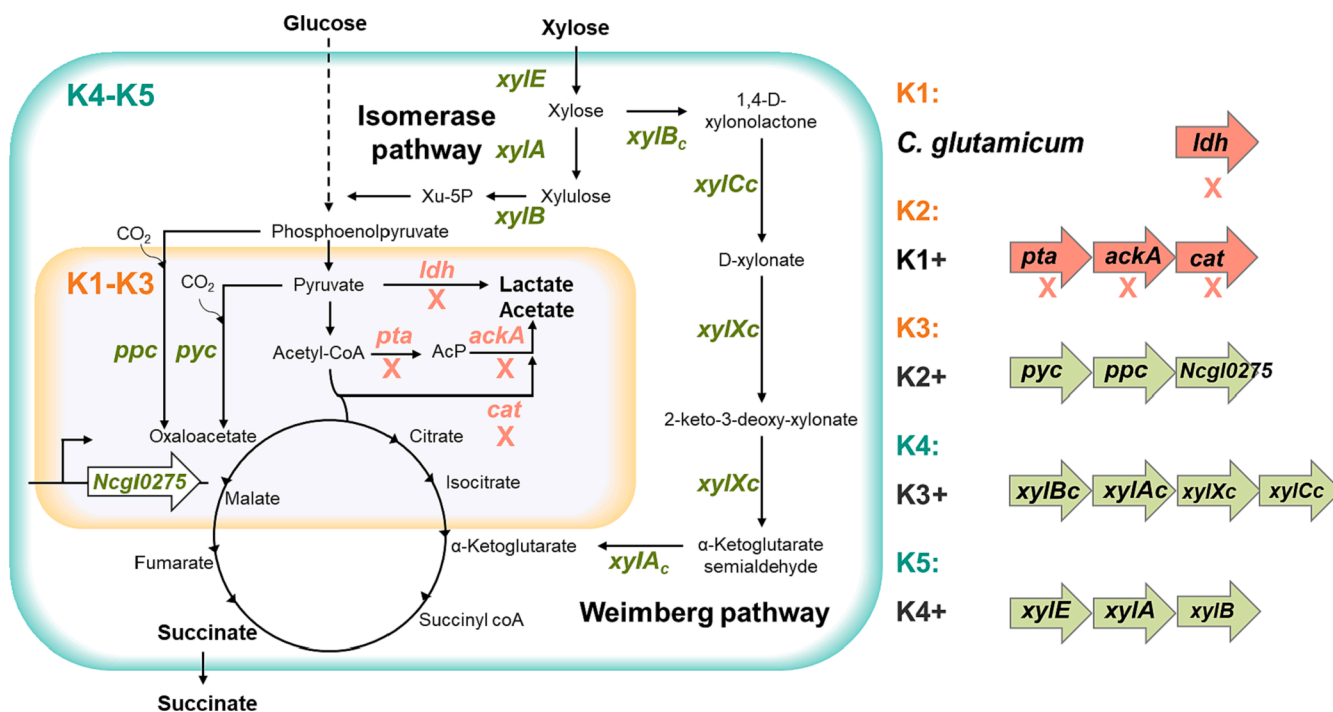 Glucose
Xylose
K4-K5
xylE
Isomerase
pathway
Xylose
xylA
xylBc
1,4-D-
xylonolactone
xylCc
Xu-5P
xylB
Xylulose
CO2
Phosphoenolpyruvate
D-xylonate
K1-K3
CO2
Pyruvate
ldh
X
Lactate
Acetate
ppc
pyc
Acetyl-CoA
pta
X
AcP
ackA
X
xylXc
cat
X
2-keto-3-deoxy-xylonate
Oxaloacetate
Citrate
Ncgl0275
Malate
Isocitrate
xylXc
Fumarate
α-Ketoglutarate
xylAc
α-Ketoglutarate
semialdehyde
Succinyl coA
Weimberg pathway
Succinate
Succinate
K1:
C. glutamicum
ldh
X
K2:
K1+
pta
ackA
cat
X
X
X
K3:
K2+
pyc
ppc
Ncgl0275
K4:
K3+
xylBc
xylAc
xylXc
xylCc
K5:
K4+
xylE
xylA
xylB